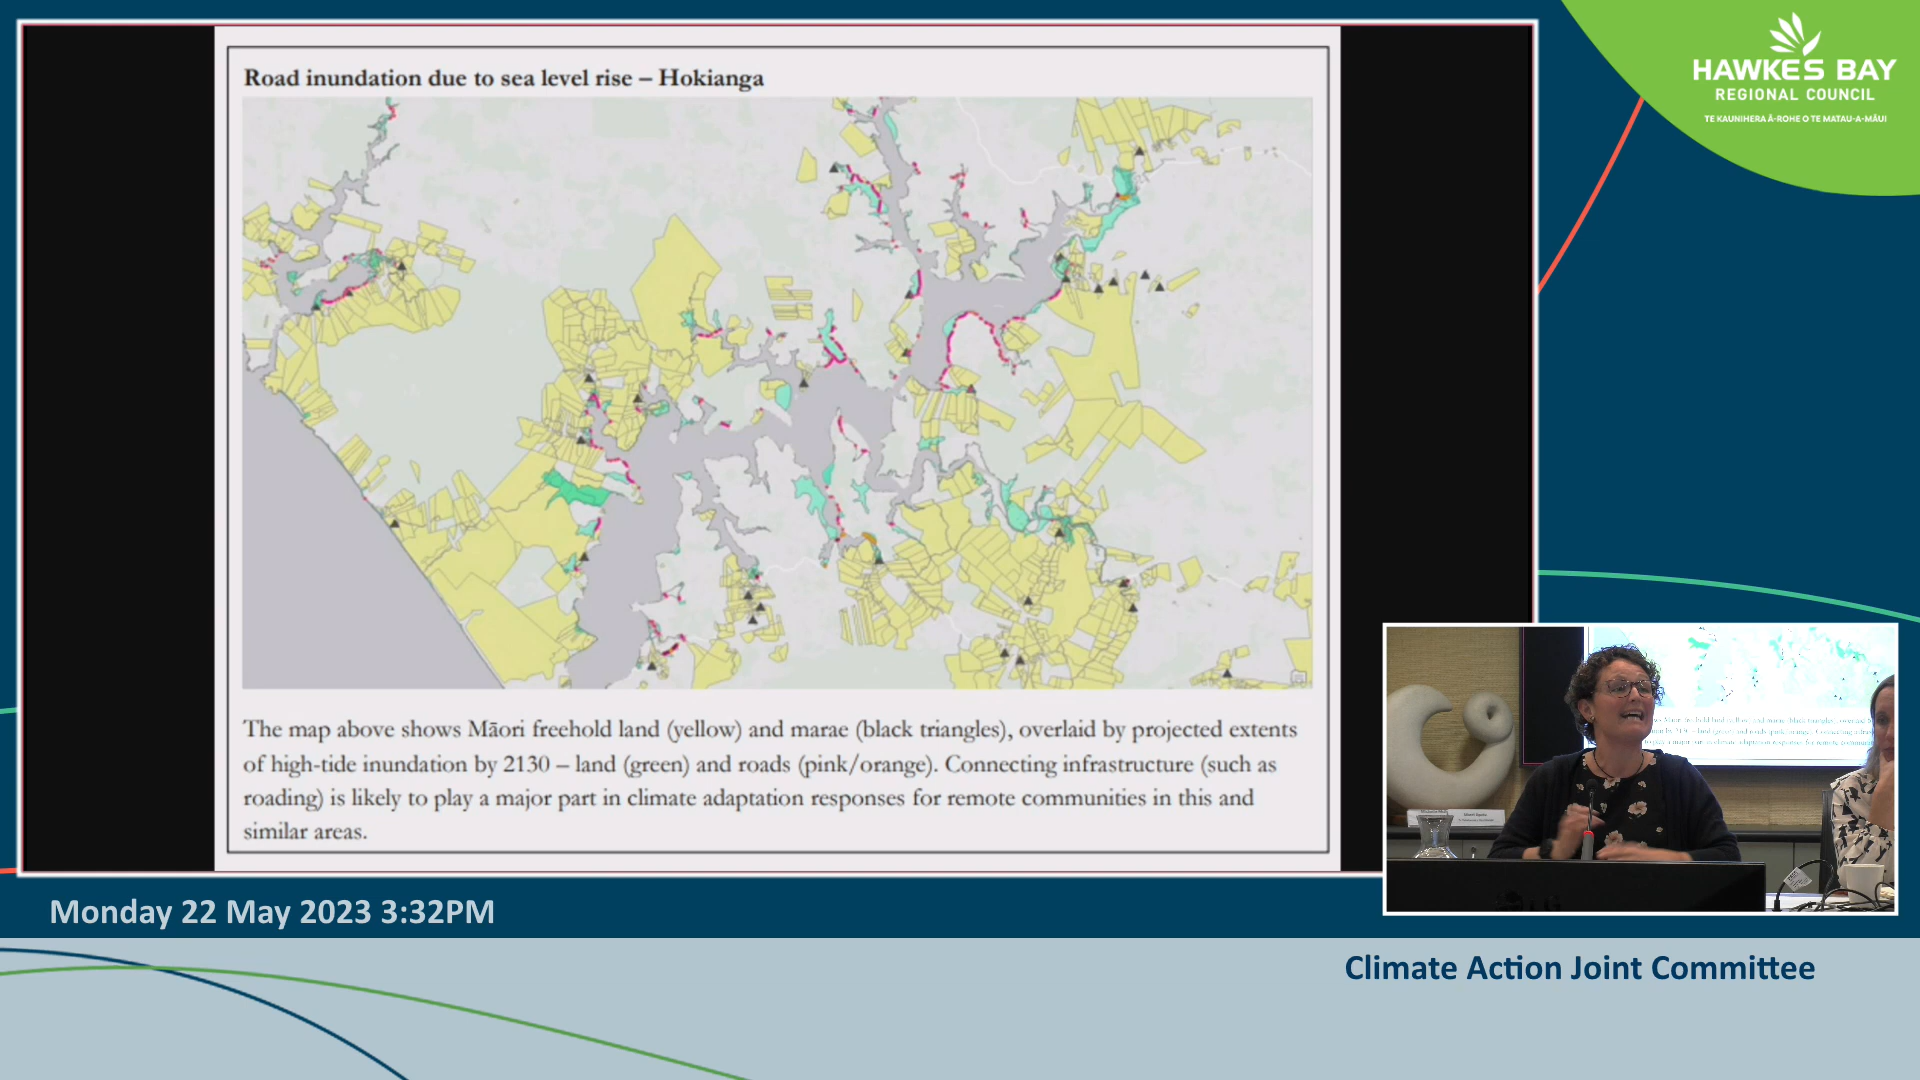 Road inundation due to sea level rise – Hokianga
The map above shows Māori freehold land (yellow) and marae (black triangles), overlaid by projected extents
of high-tide inundation by 2130 – land (green) and roads (pink/orange). Connecting infrastructure (such as
roading) is likely to play a major part in climate adaptation responses for remote communities in this and
similar areas.
HAWKE'S BAY
REGIONAL COUNCIL
TE KAUNIHERA Ā-ROHE O TE MATAU-A-MĀUI
Monday 22 May 2023 3:32PM
Climate Action Joint Committee